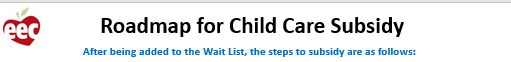 eec
Roadmap for Child Care Subsidy
After being added to the Wait List, the steps to subsidy are as follows: